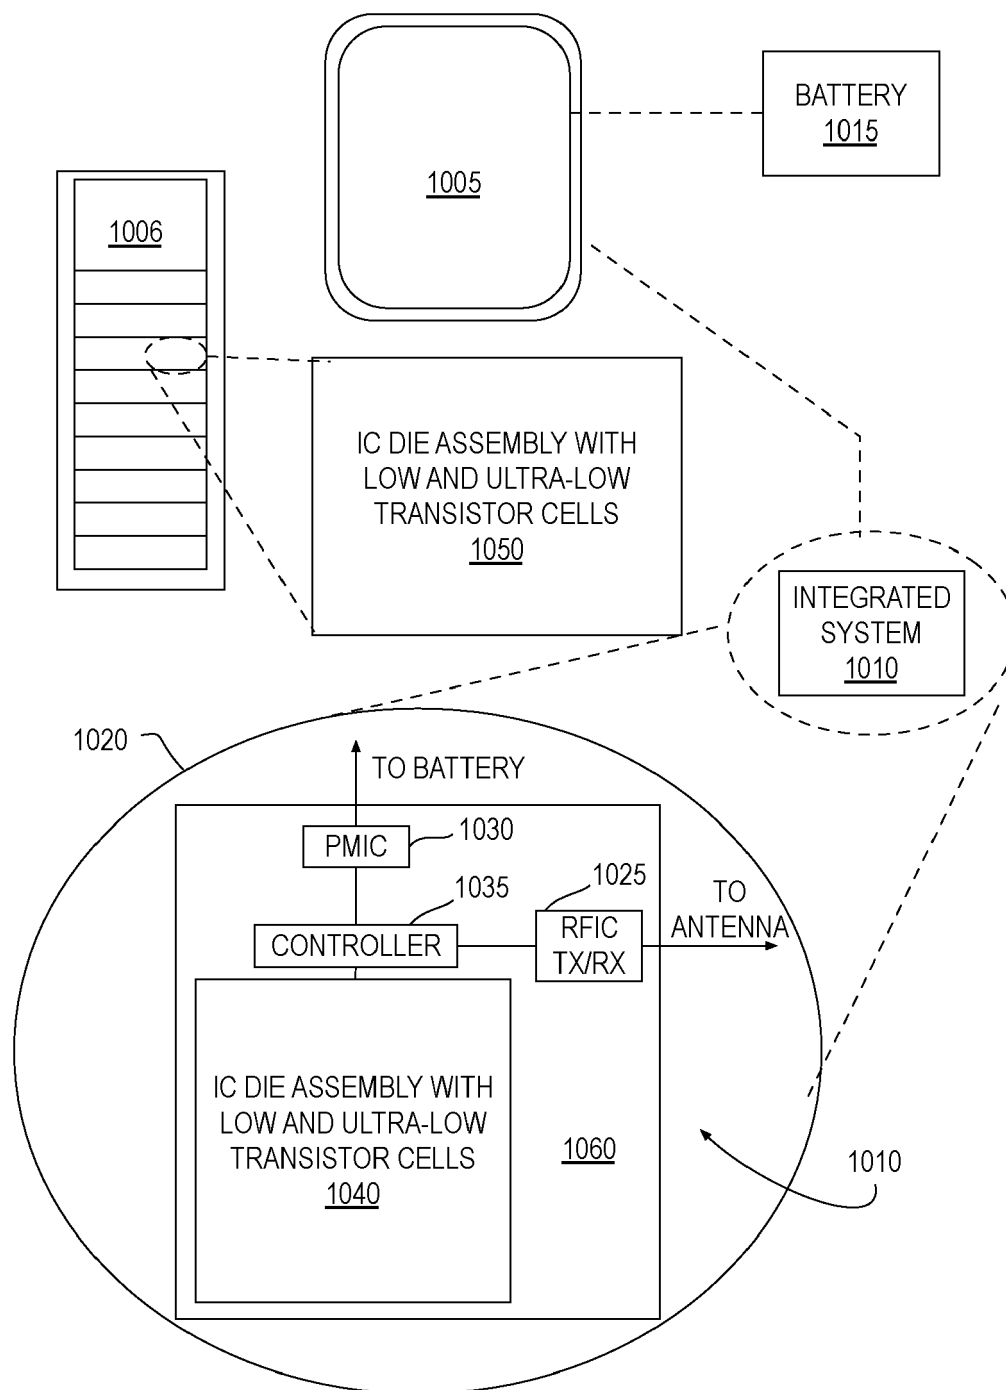 BATTERY
1015
1005
1006
IC DIE ASSEMBLY WITH
LOW AND ULTRA-LOW
TRANSISTOR CELLS
1050
INTEGRATED
SYSTEM
1010
1020
TO BATTERY
PMIC
1030
1035
1025
CONTROLLER
RFIC
TX/RX
TO
ANTENNA
IC DIE ASSEMBLY WITH
LOW AND ULTRA-LOW
TRANSISTOR CELLS
1040
1060
1010